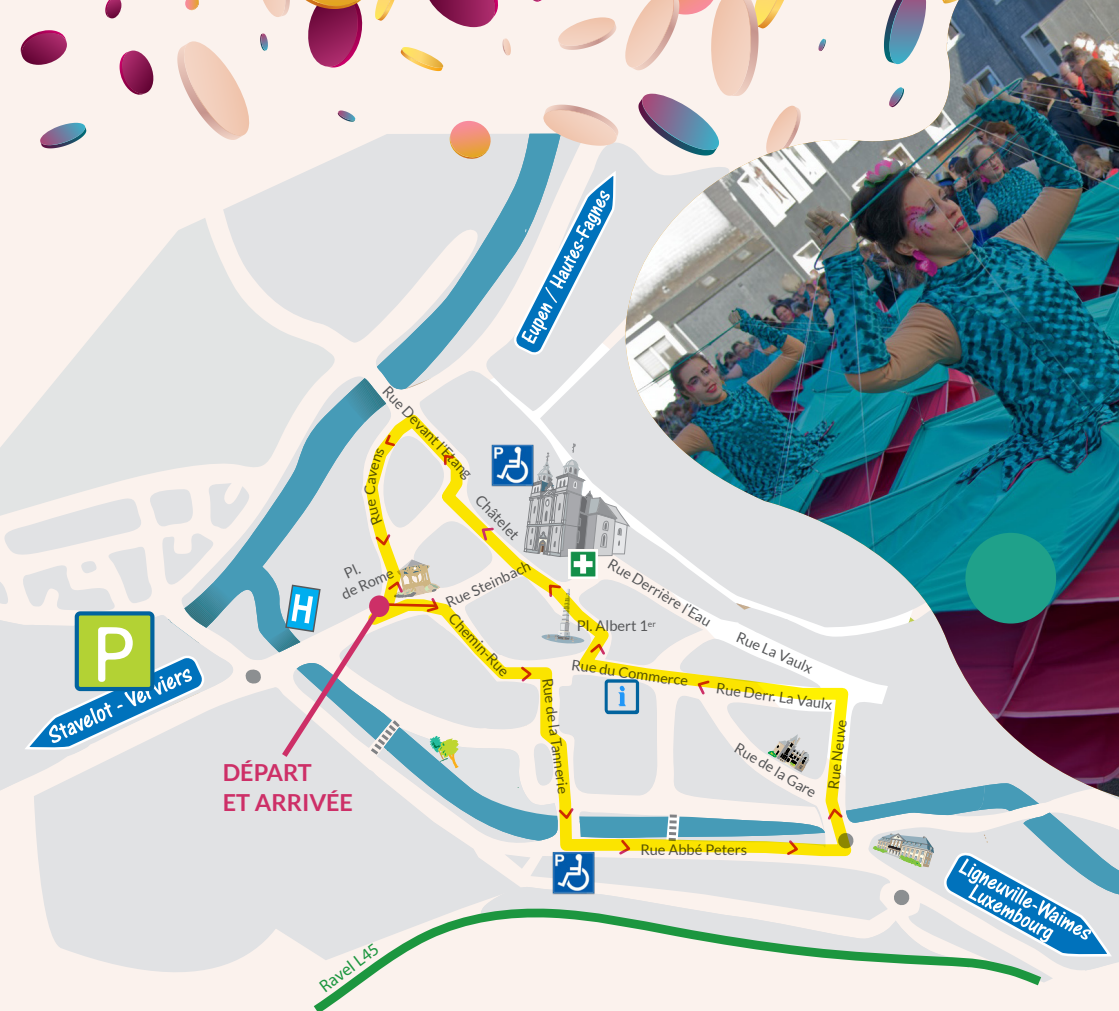 Eupen / Hautes-Fagnes
Rue Devant l'Etang
Rue Cavens
P
Châtelet
Pl.
de Rome
Rue Steinbach
Rue Derrière l'Eau
H
Pl. Albert 1er
Chemin-Rue
Rue La Vaulx
P
Stavelot - Verviers
Rue du Commerce
i
Rue Derr. La Vaulx
Rue de la Tannerie
Rue Neuve
Rue de la Gare
DÉPART
ET ARRIVÉE
Rue Abbé Peters
P
Ligneuville-Waimes
Luxembourg
Ravel L45